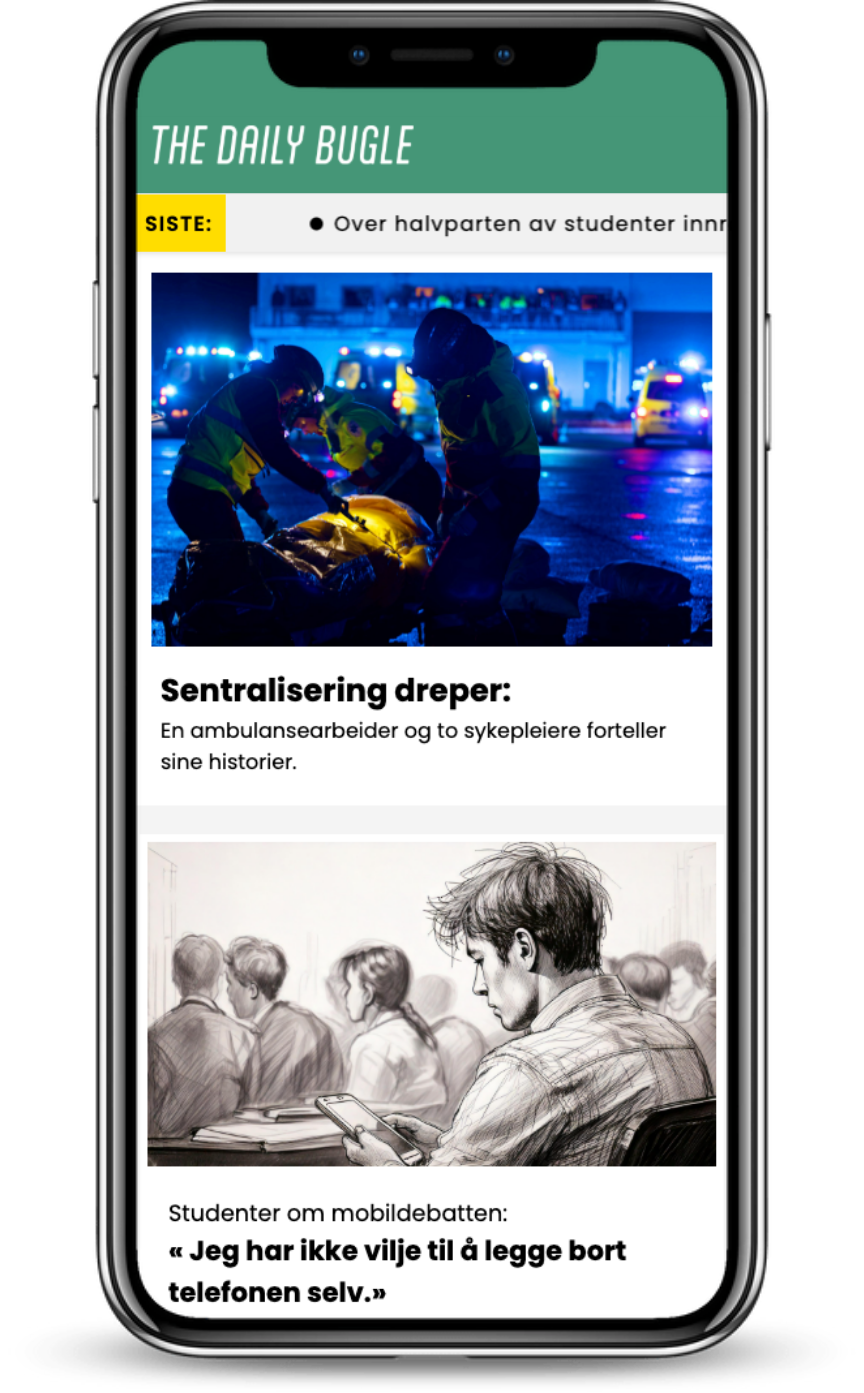 THE DAILY BUGLE
SISTE:
● Over halvparten av studenter
Sentralisering dreper:
En ambulansearbeider og to sykepleiere forteller
sine historier.
Studenter om mobildebatten:
« Jeg har ikke vilje til å legge bort
telefonen selv.»